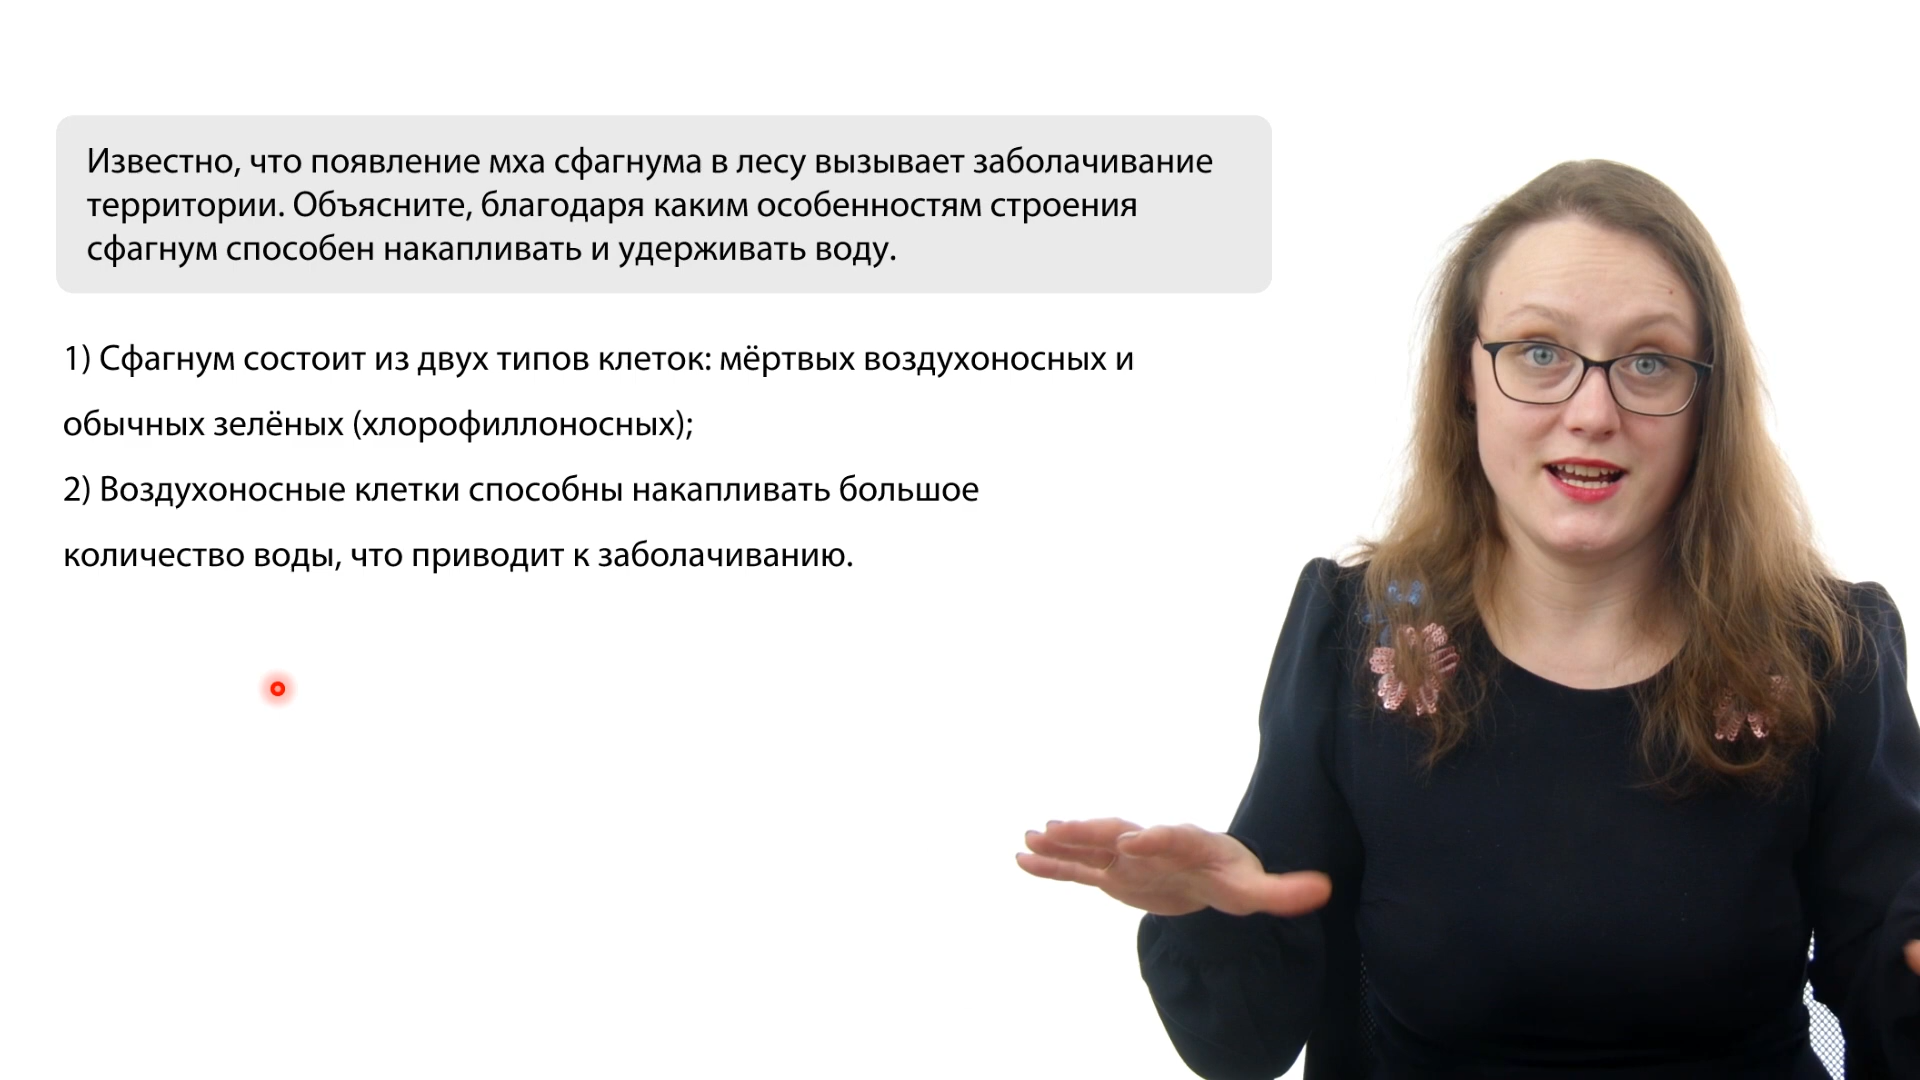 Известно, что появление мха сфагнума в лесу вызывает заболачивание
территории. Объясните, благодаря каким особенностям строения
сфагнум способен накапливать и удерживать воду.
1) Сфагнум состоит из двух типов клеток: мёртвых воздухоносных и
обычных зелёных (хлорофиллоносных);
2) Воздухоносные клетки способны накапливать большое
количество воды, что приводит к заболачиванию.